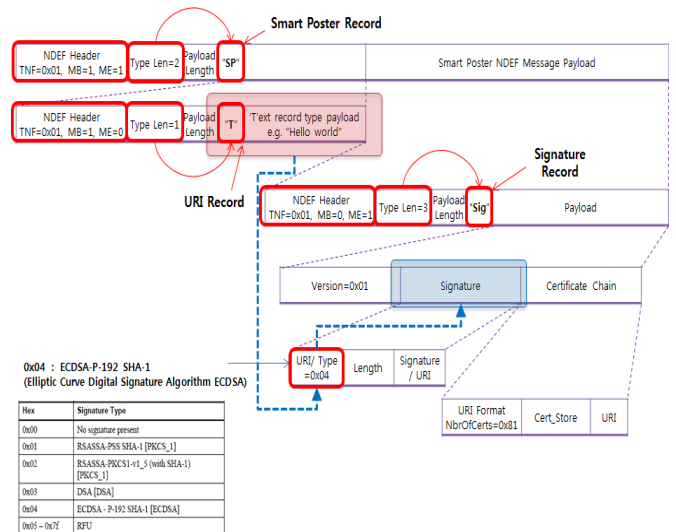 Smart Poster Record
NDEF Header
TNF=0x01, MB=1, ME=1
Type Len=2
Payload
Length
"SP"
Smart Poster NDEF Message Payload
NDEF Header
TNF=0x01, MB=1, ME=0
Type Len=1
Payload
Length
"T"
'T'ext record type payload
e.g. "Hello world"
URI Record
Signature
Record
NDEF Header
TNF=0x01, MB=0, ME=1
Type Len=3
Payload
Length
"Sig"
Payload
Version=0x01
Signature
Certificate Chain
0x04 : ECDSA-P-192 SHA-1
(Elliptic Curve Digital Signature Algorithm ECDSA)
URI/ Type
=0x04
Length
Signature
/ URI
URI Format
NbrOfCerts=0x81
Cert_Store
URI
Hex Signature Type
0x00 No signature present
0x01 RSASSA-PSS SHA-1 [PKCS_1]
0x02 RSASSA-PKCS1-v1_5 (with SHA-1)
[PKCS_1]
0x03 DSA [DSA]
0x04 ECDSA - P-192 SHA-1 [ECDSA]
0x05 – 0x7f RFU